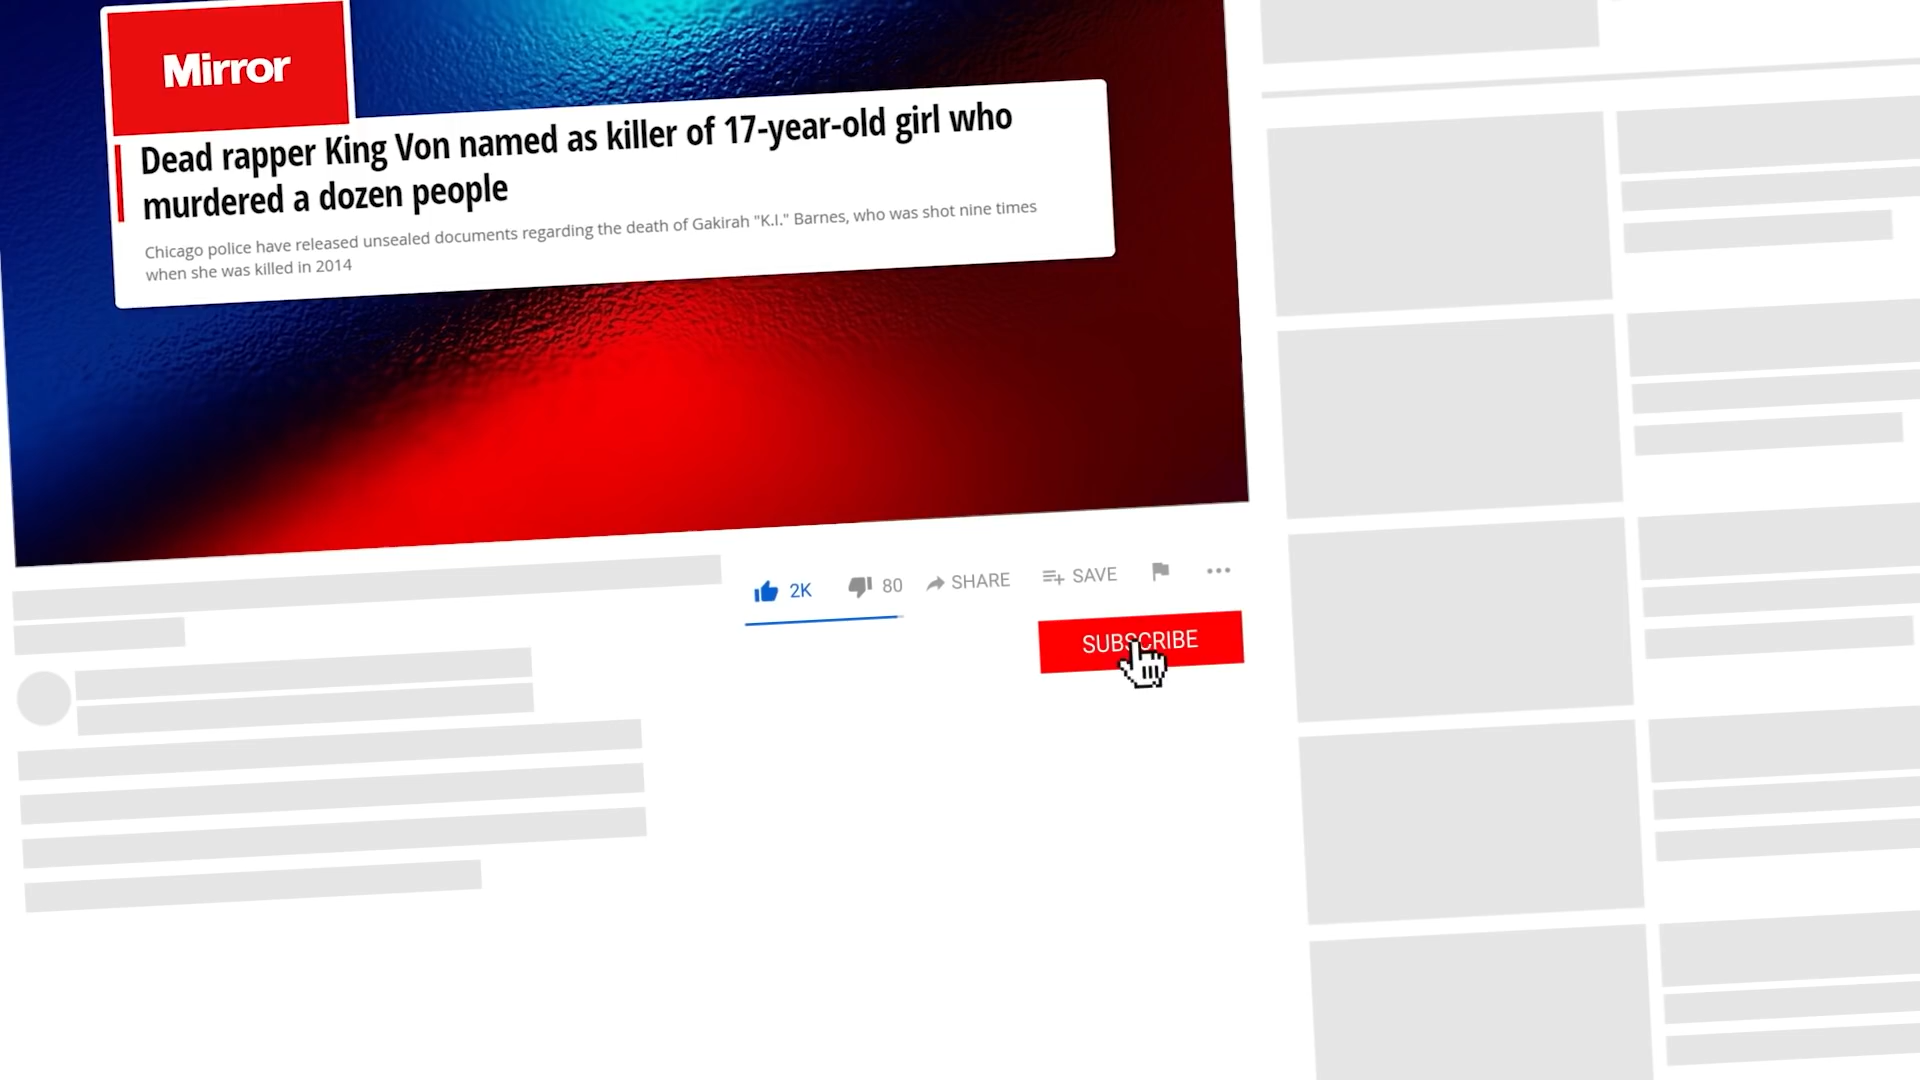 Mirror
Dead rapper King Von named as killer of 17-year-old girl who
murdered a dozen people
Chicago police have released unsealed documents regarding the death of Gakirah "K.I." Barnes, who was shot nine times
when she was killed in 2014
2K 80 SHARE SAVE
SUBSCRIBE